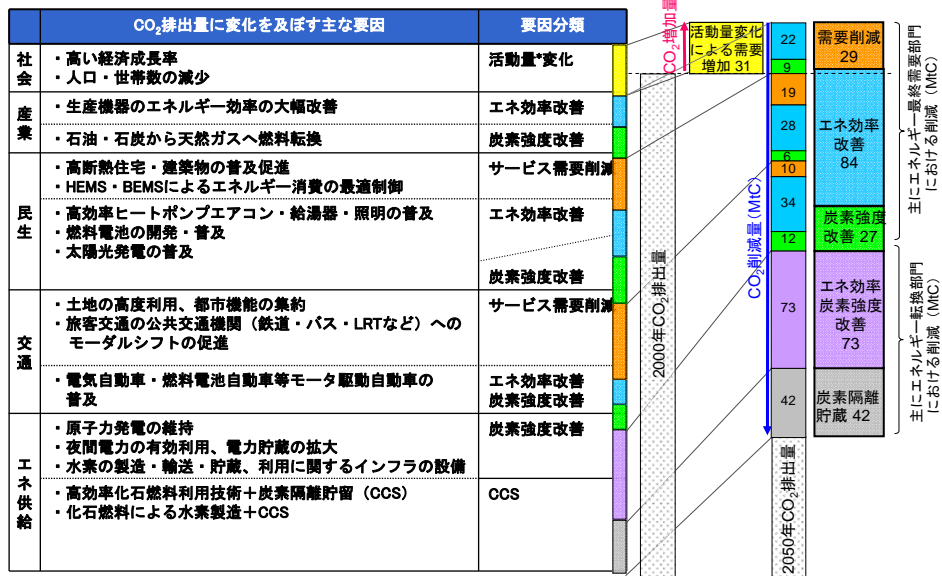 CO₂排出量に変化を及ぼす主な要因
要因分類
社会
・高い経済成長率
・人口・世帯数の減少
活動量*変化
産業
・生産機器のエネルギー効率の大幅改善
エネ効率改善
・石油・石炭から天然ガスへ燃料転換
炭素強度改善
民生
・高断熱住宅・建築物の普及促進
・HEMS・BEMSによるエネルギー消費の最適制御
サービス需要削減
・高効率ヒートポンプエアコン・給湯器・照明の普及
・燃料電池の開発・普及
・太陽光発電の普及
エネ効率改善
炭素強度改善
交通
・土地の高度利用、都市機能の集約
・旅客交通の公共交通機関（鉄道・バス・LRTなど）への
モーダルシフトの促進
サービス需要削減
・電気自動車・燃料電池自動車等モータ駆動自動車の
普及
エネ効率改善
炭素強度改善
エネ供給
・原子力発電の維持
・夜間電力の有効利用、電力貯蔵の拡大
・水素の製造・輸送・貯蔵、利用に関するインフラの設備
炭素強度改善
・高効率化石燃料利用技術＋炭素隔離貯留（CCS）
・化石燃料による水素製造＋CCS
CCS
CO₂増加量
活動量変化
による需要
増加 31
2000年CO₂排出量
CO₂削減量（MtC）
22
9
19
28
6
10
34
12
73
42
2050年CO₂排出量
需要削減
29
エネ効率
改善
84
炭素強度
改善 27
エネ効率
炭素強度
改善
73
炭素隔離
貯蔵 42
主にエネルギー最終需要部門
における削減（MtC）
主にエネルギー転換部門
における削減（MtC）